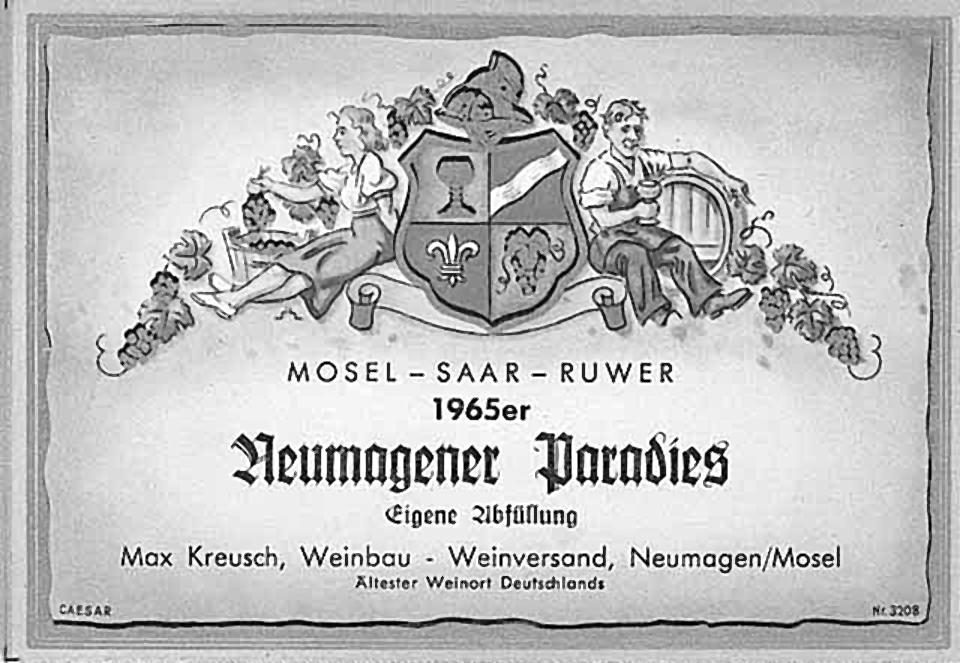 MOSEL – SAAR – RUWER
1965er
Neumagener Paradies
Eigene Abfüllung
Max Kreusch, Weinbau - Weinversand, Neumagen/Mosel
Ältester Weinort Deutschlands
CAESAR
Nr. 3208